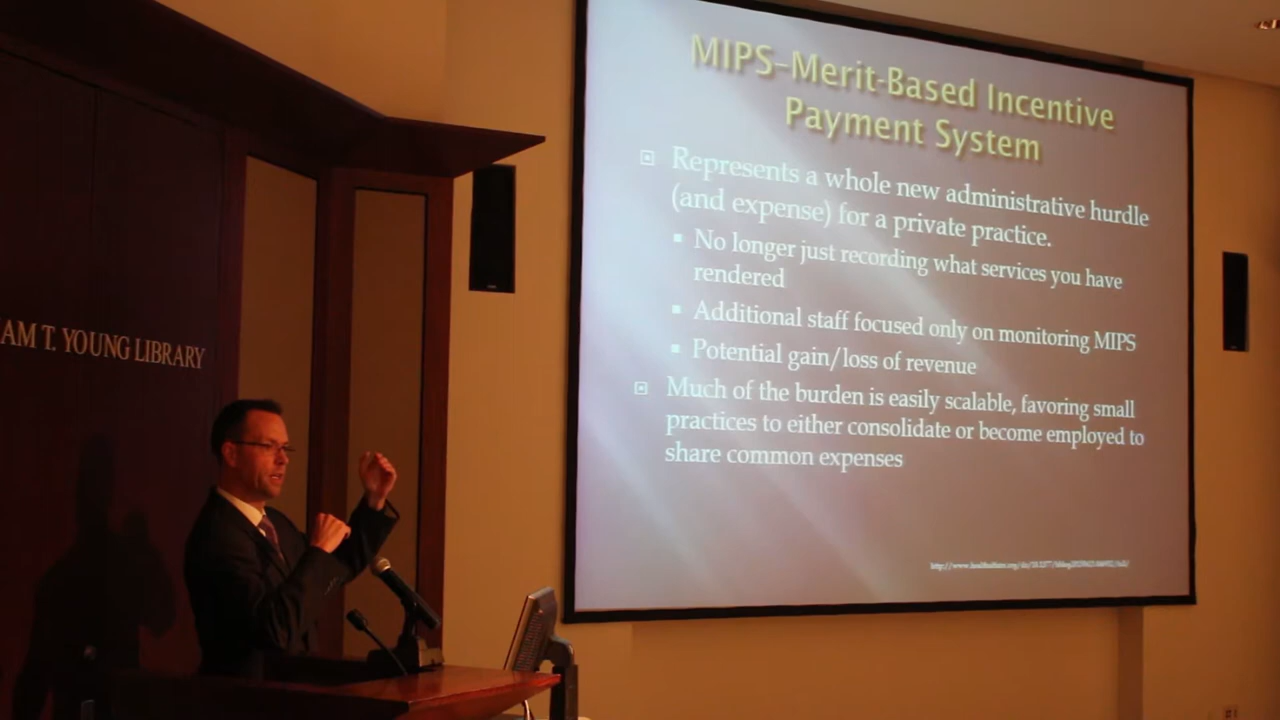 MIPS–Merit-Based Incentive
Payment System
Represents a whole new administrative hurdle
(and expense) for a private practice.
No longer just recording what services you have
rendered
Additional staff focused only on monitoring MIPS
Potential gain/loss of revenue
Much of the burden is easily scalable, favoring small
practices to either consolidate or become employed to
share common expenses
AM T. YOUNG LIBRARY